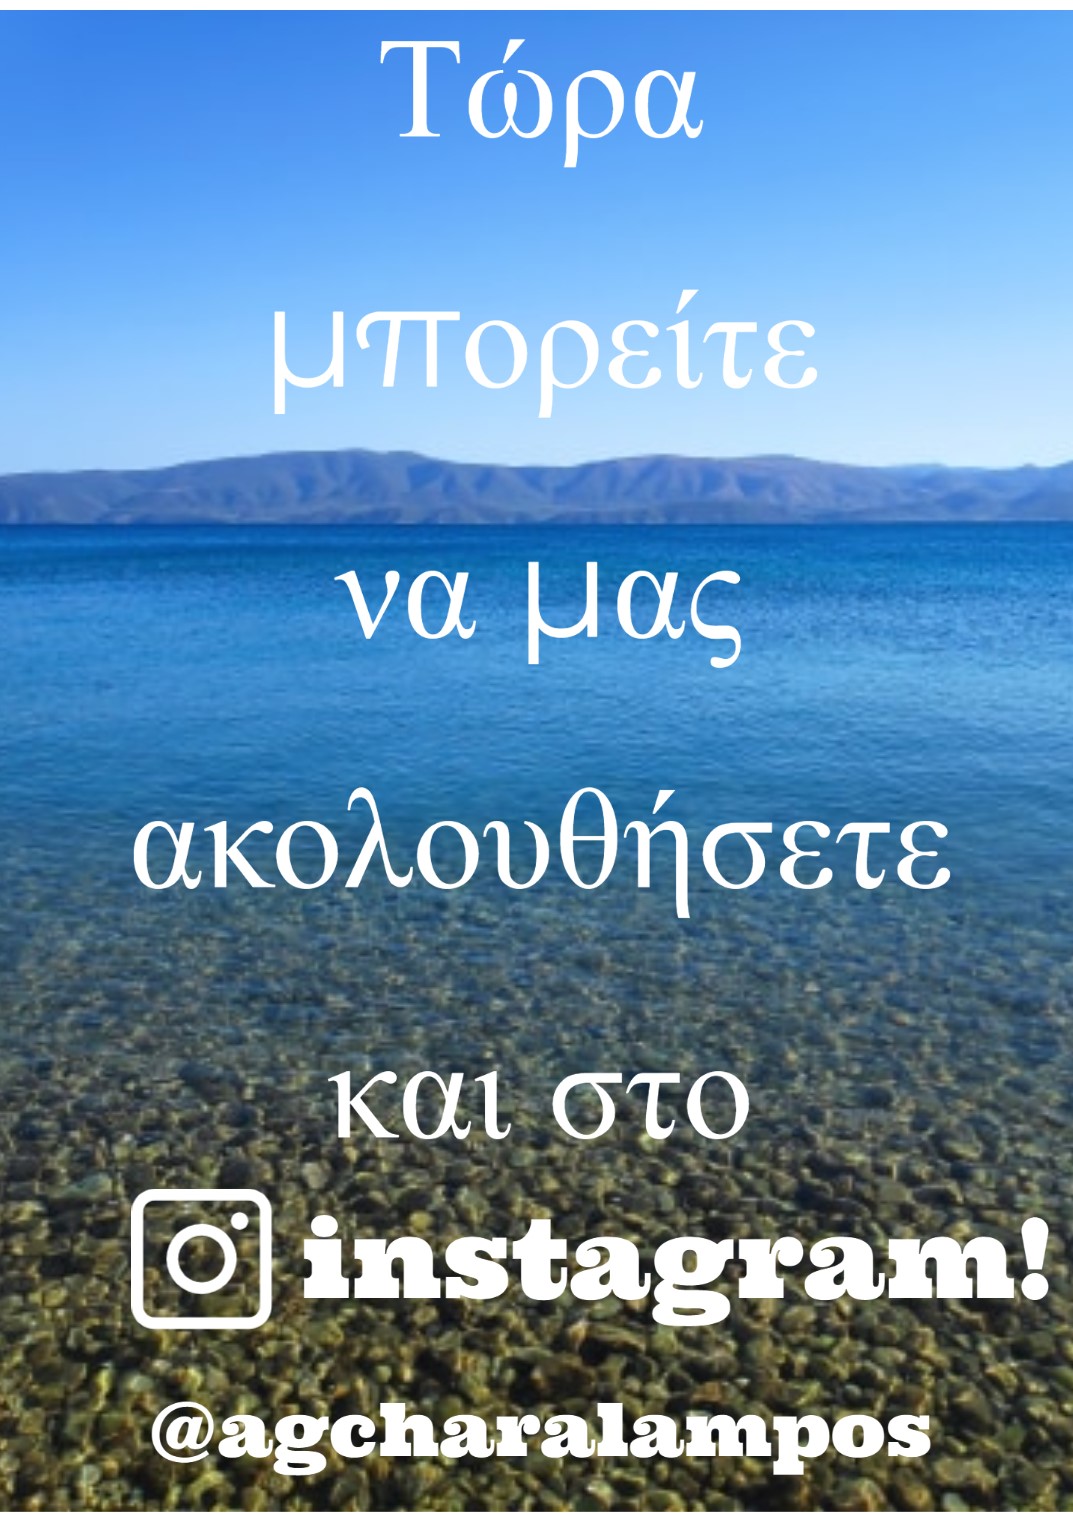 Τώρα
μπορείτε
να μας
ακολουθήσετε
και στο
instagram!
@agcharalampos